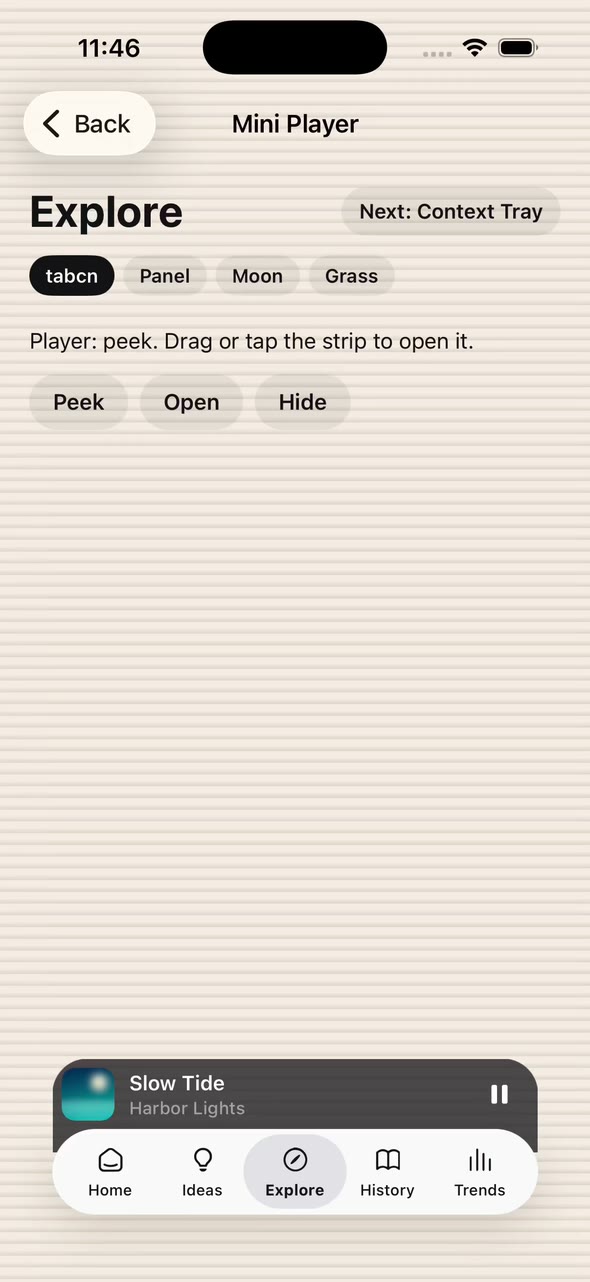 11:46
Back
Mini Player
Explore
Next: Context Tray
tabcn
Panel
Moon
Grass
Player: peek. Drag or tap the strip to open it.
Peek
Open
Hide
Slow Tide
Harbor Lights
Home
Ideas
Explore
History
Trends